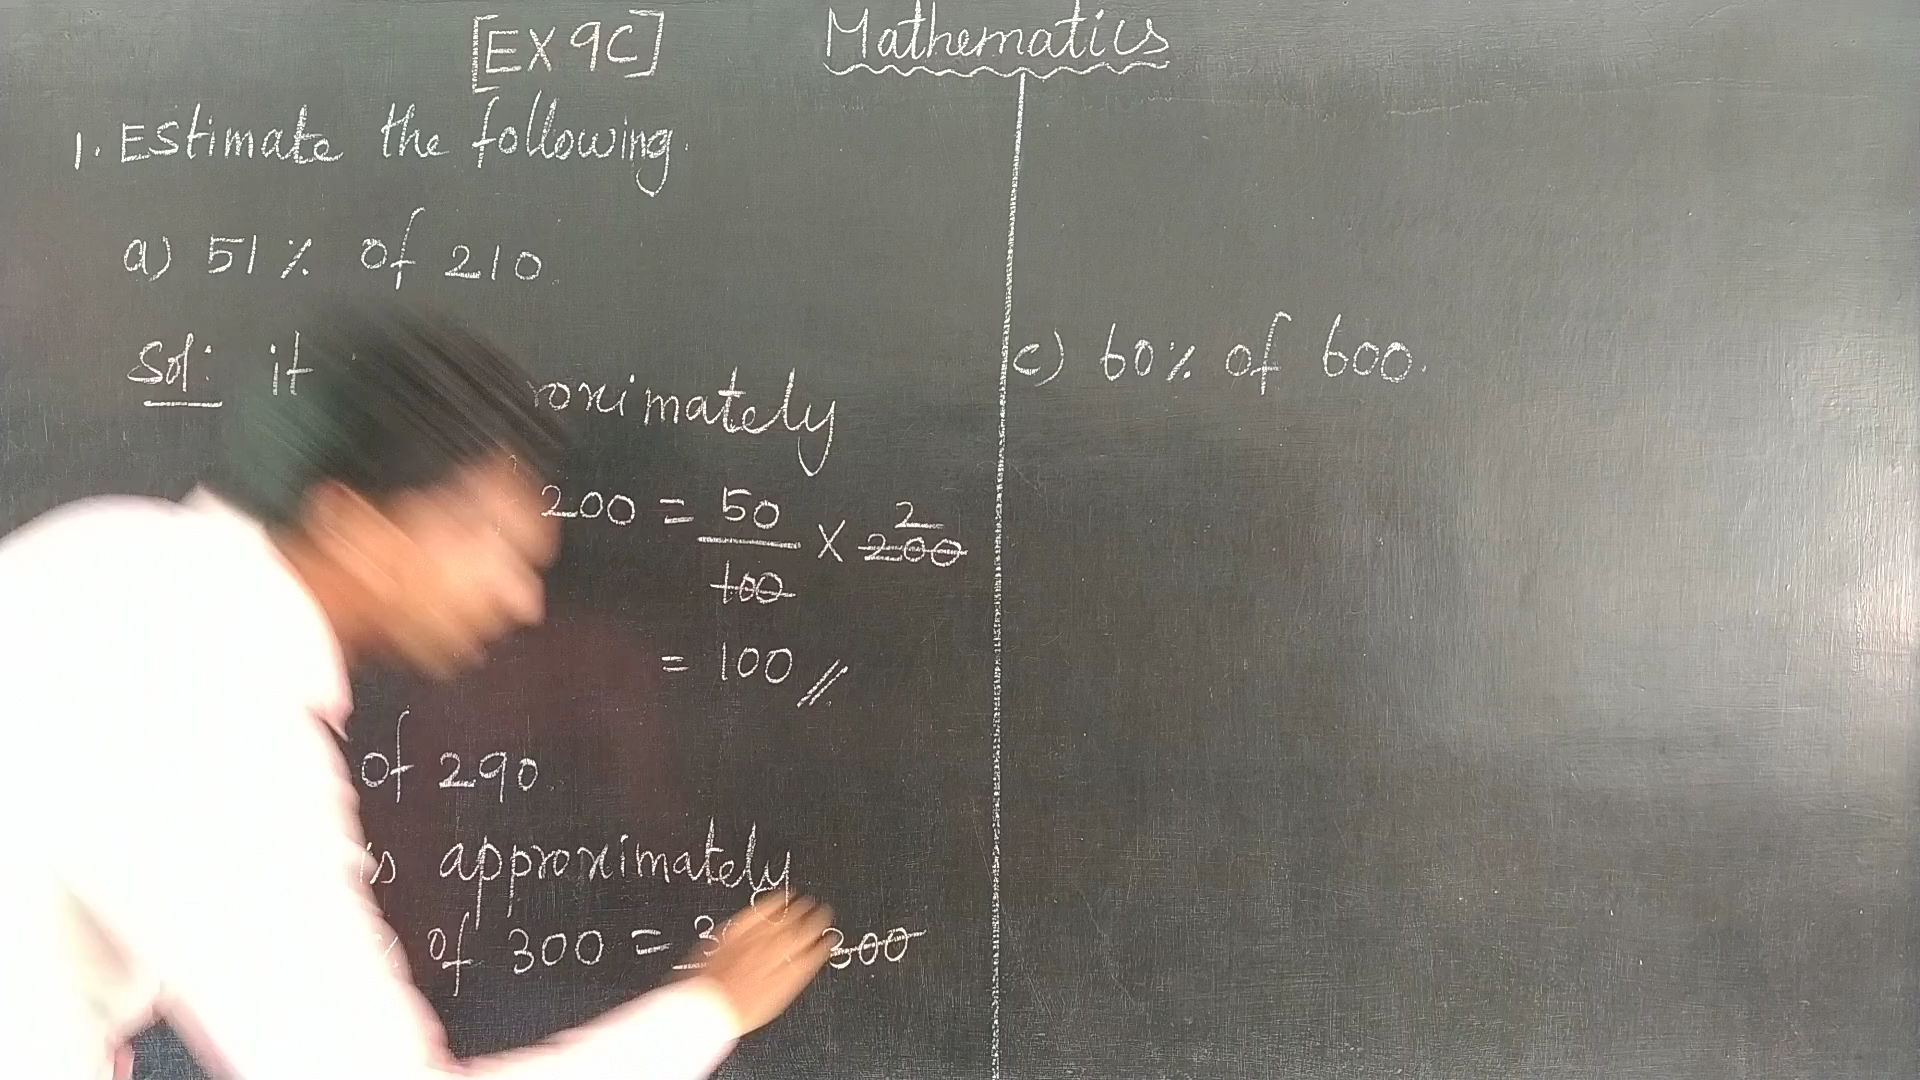 [EX 9C]
Mathematics
1. Estimate the following.
a) 51% of 210.
Sol: it
200 = 50/100 × 200 2
= 100 //
of 290.
is approximately
% of 300 = 300
c) 60% of 600.